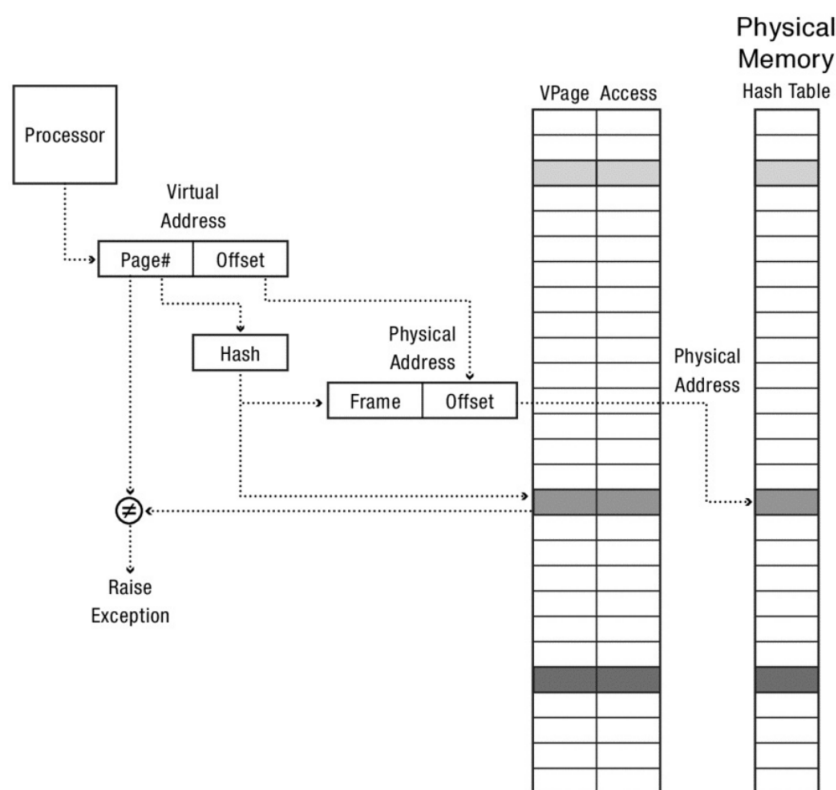 Physical
Memory
VPage Access
Hash Table
Processor
Virtual
Address
Page#
Offset
Physical
Address
Hash
Physical
Address
Frame
Offset
≠
Raise
Exception